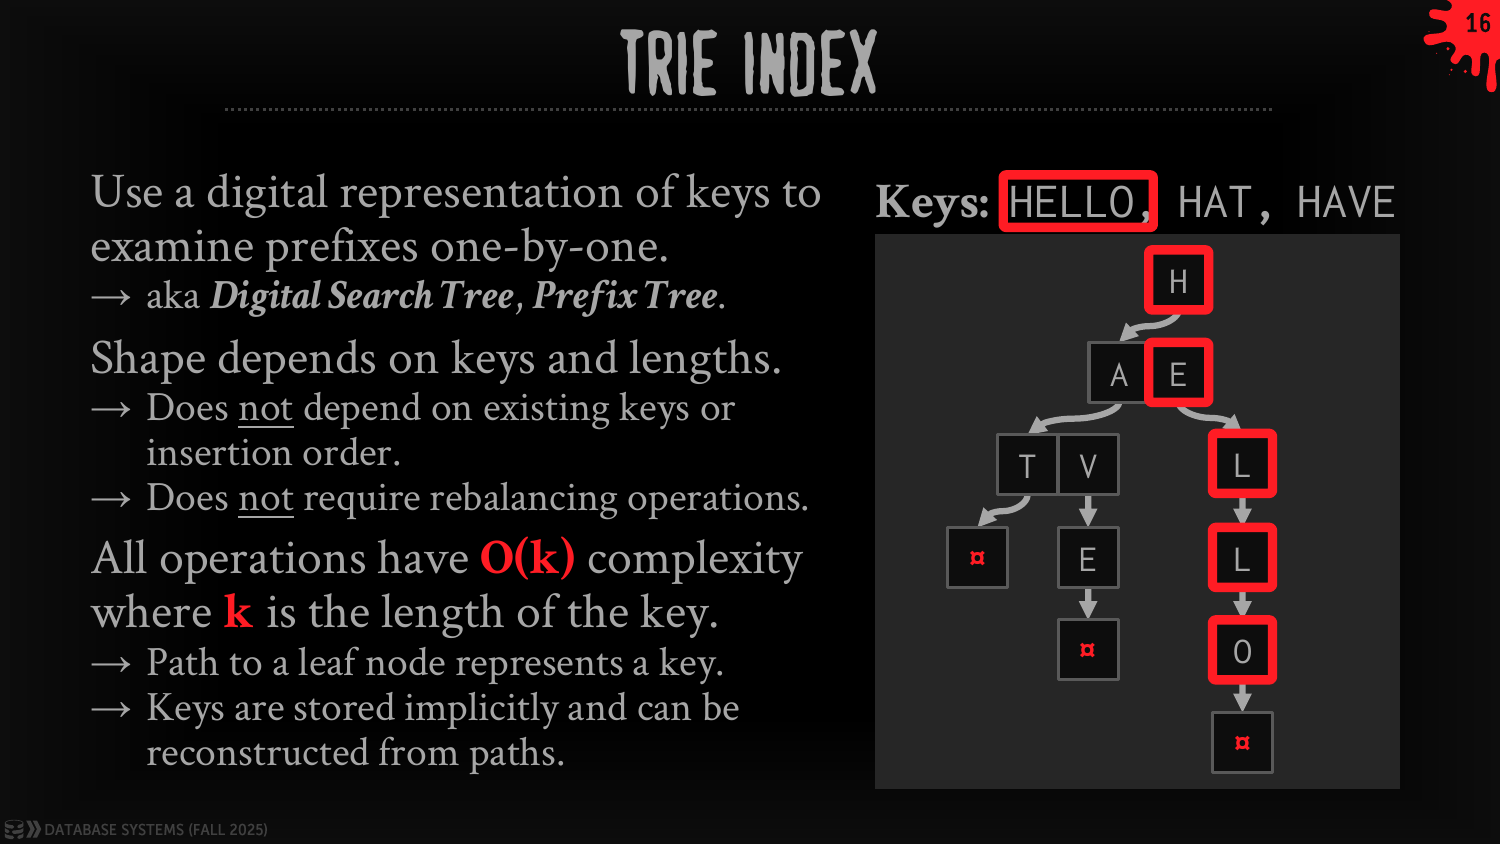 16
TRIE INDEX
Use a digital representation of keys to
examine prefixes one-by-one.
→ aka Digital Search Tree, Prefix Tree.
Shape depends on keys and lengths.
→ Does not depend on existing keys or
insertion order.
→ Does not require rebalancing operations.
All operations have O(k) complexity
where k is the length of the key.
→ Path to a leaf node represents a key.
→ Keys are stored implicitly and can be
reconstructed from paths.
Keys: HELLO, HAT, HAVE
H
A E
T V L
¤ E L
¤ O
¤
DATABASE SYSTEMS (FALL 2025)